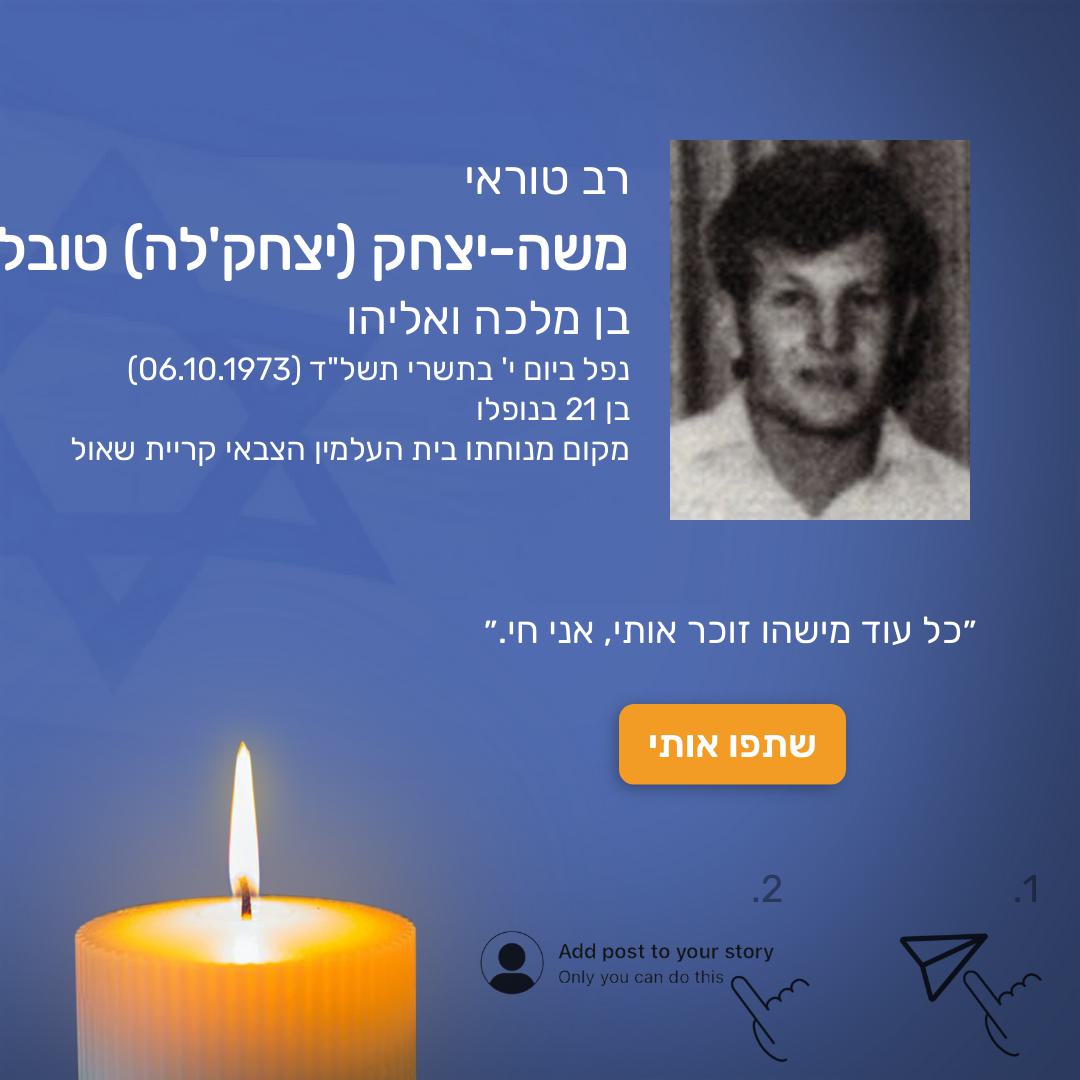 רב טוראי
משה-יצחק (יצחק'לה) טובל
בן מלכה ואליהו
נפל ביום י' בתשרי תשל"ד (06.10.1973)
בן 21 בנופלו
מקום מנוחתו בית העלמין הצבאי קריית שאול
״כל עוד מישהו זוכר אותי, אני חי.״
שתפו אותי
.1
.2
Add post to your story
Only you can do this